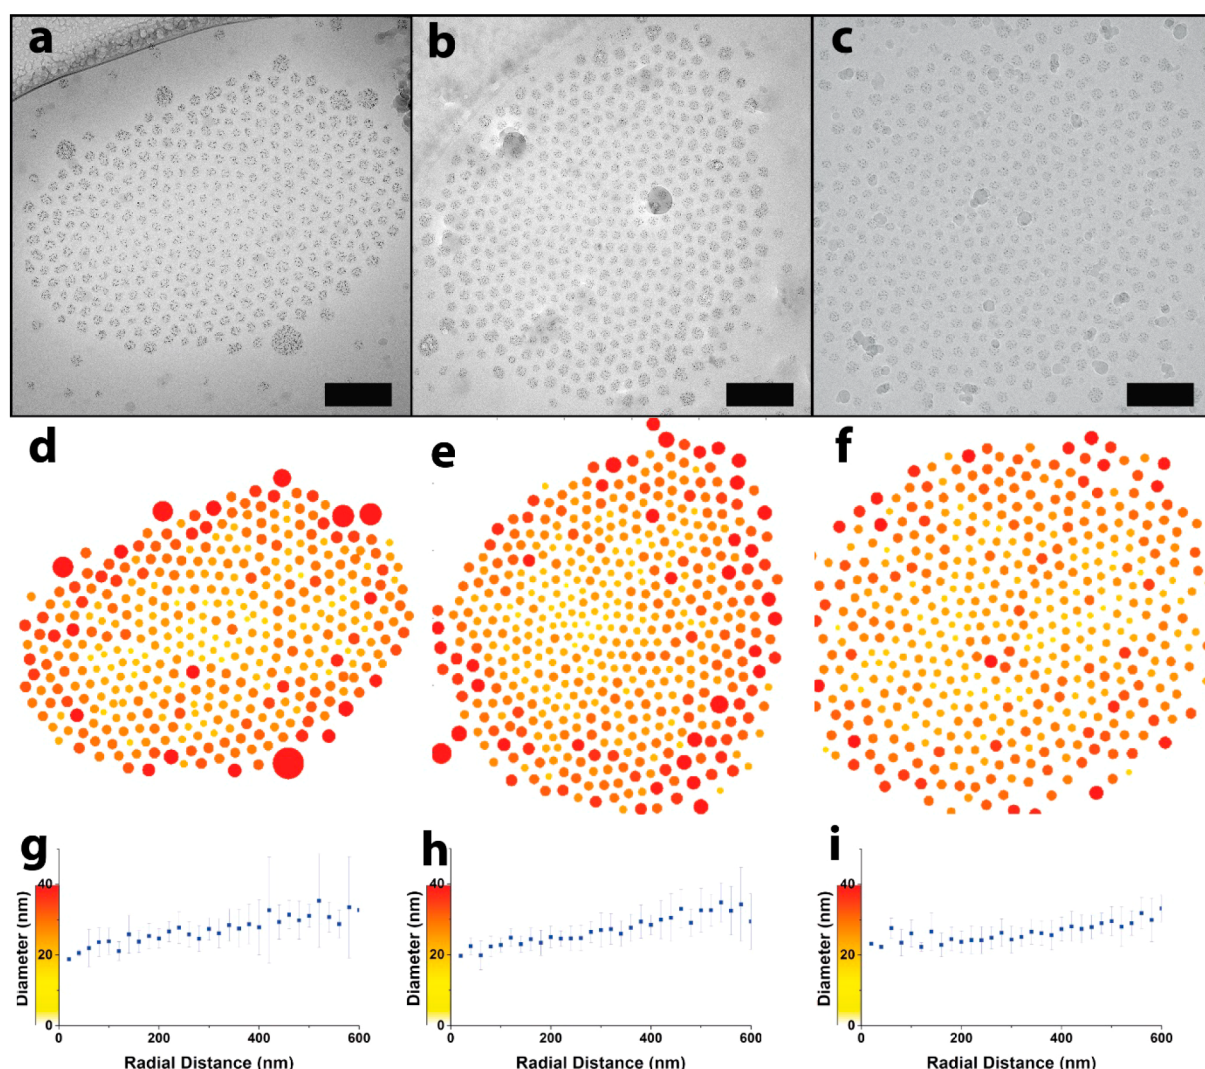 a b c
d e f
g h i
Diameter (nm)
40
20
0
0 200 400 600
Radial Distance (nm)
Diameter (nm)
40
20
0
0 200 400 600
Radial Distance (nm)
Diameter (nm)
40
20
0
0 200 400 600
Radial Distance (nm)